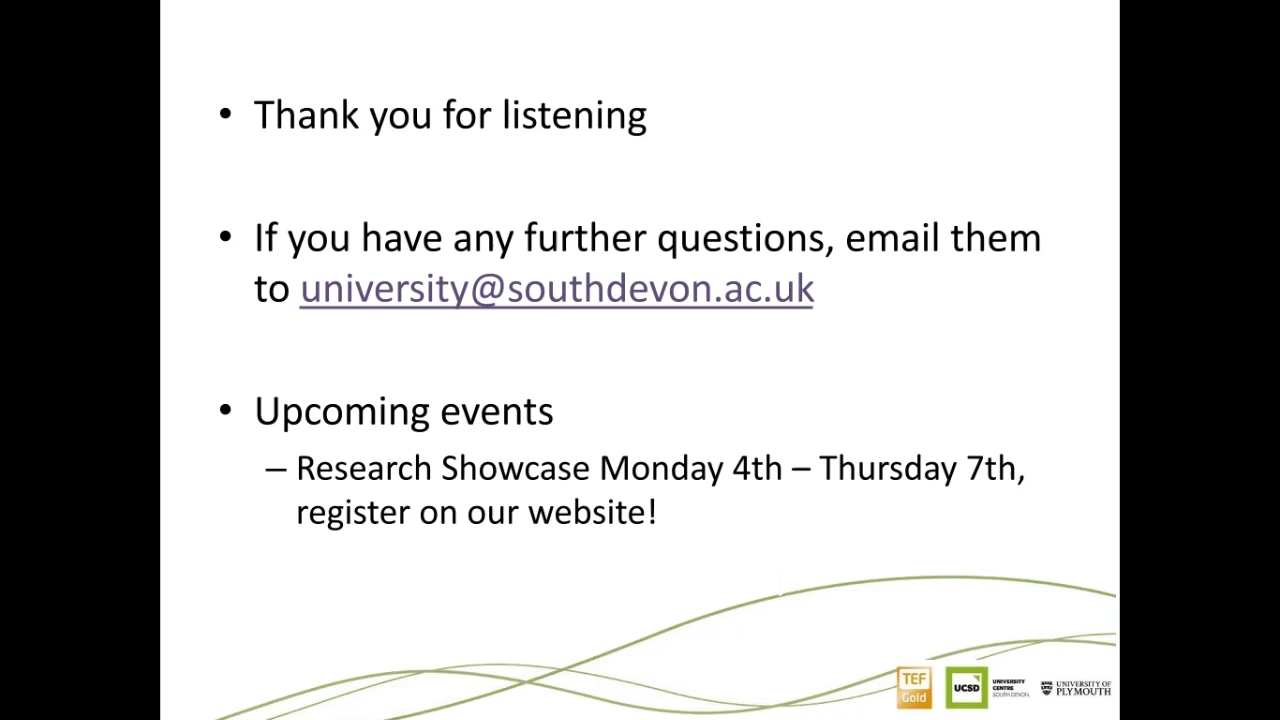 • Thank you for listening
• If you have any further questions, email them
to university@southdevon.ac.uk
• Upcoming events
– Research Showcase Monday 4th – Thursday 7th,
register on our website!
TEF
Gold
UCSD
UNIVERSITY
CENTRE
SOUTH DEVON
UNIVERSITY OF
PLYMOUTH